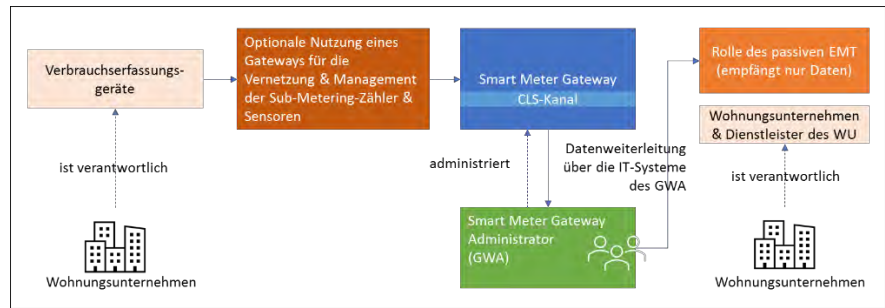 Verbrauchserfassungs-
geräte
Optionale Nutzung eines
Gateways für die
Vernetzung & Management
der Sub-Metering-Zähler &
Sensoren
Smart Meter Gateway
CLS-Kanal
Rolle des passiven EMT
(empfängt nur Daten)
Wohnungsunternehmen
& Dienstleister des WU
ist verantwortlich
administriert
Datenweiterleitung
über die IT-Systeme
des GWA
ist verantwortlich
Smart Meter Gateway
Administrator
(GWA)
Wohnungsunternehmen
Wohnungsunternehmen